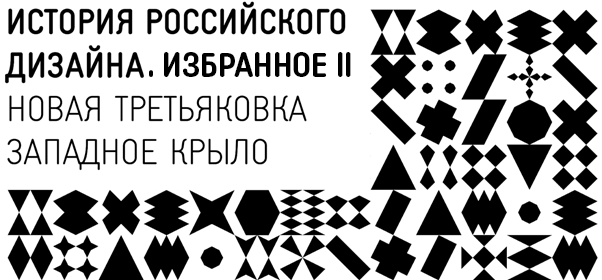 ИСТОРИЯ РОССИЙСКОГО
ДИЗАЙНА. ИЗБРАННОЕ II
НОВАЯ ТРЕТЬЯКОВКА
ЗАПАДНОЕ КРЫЛО